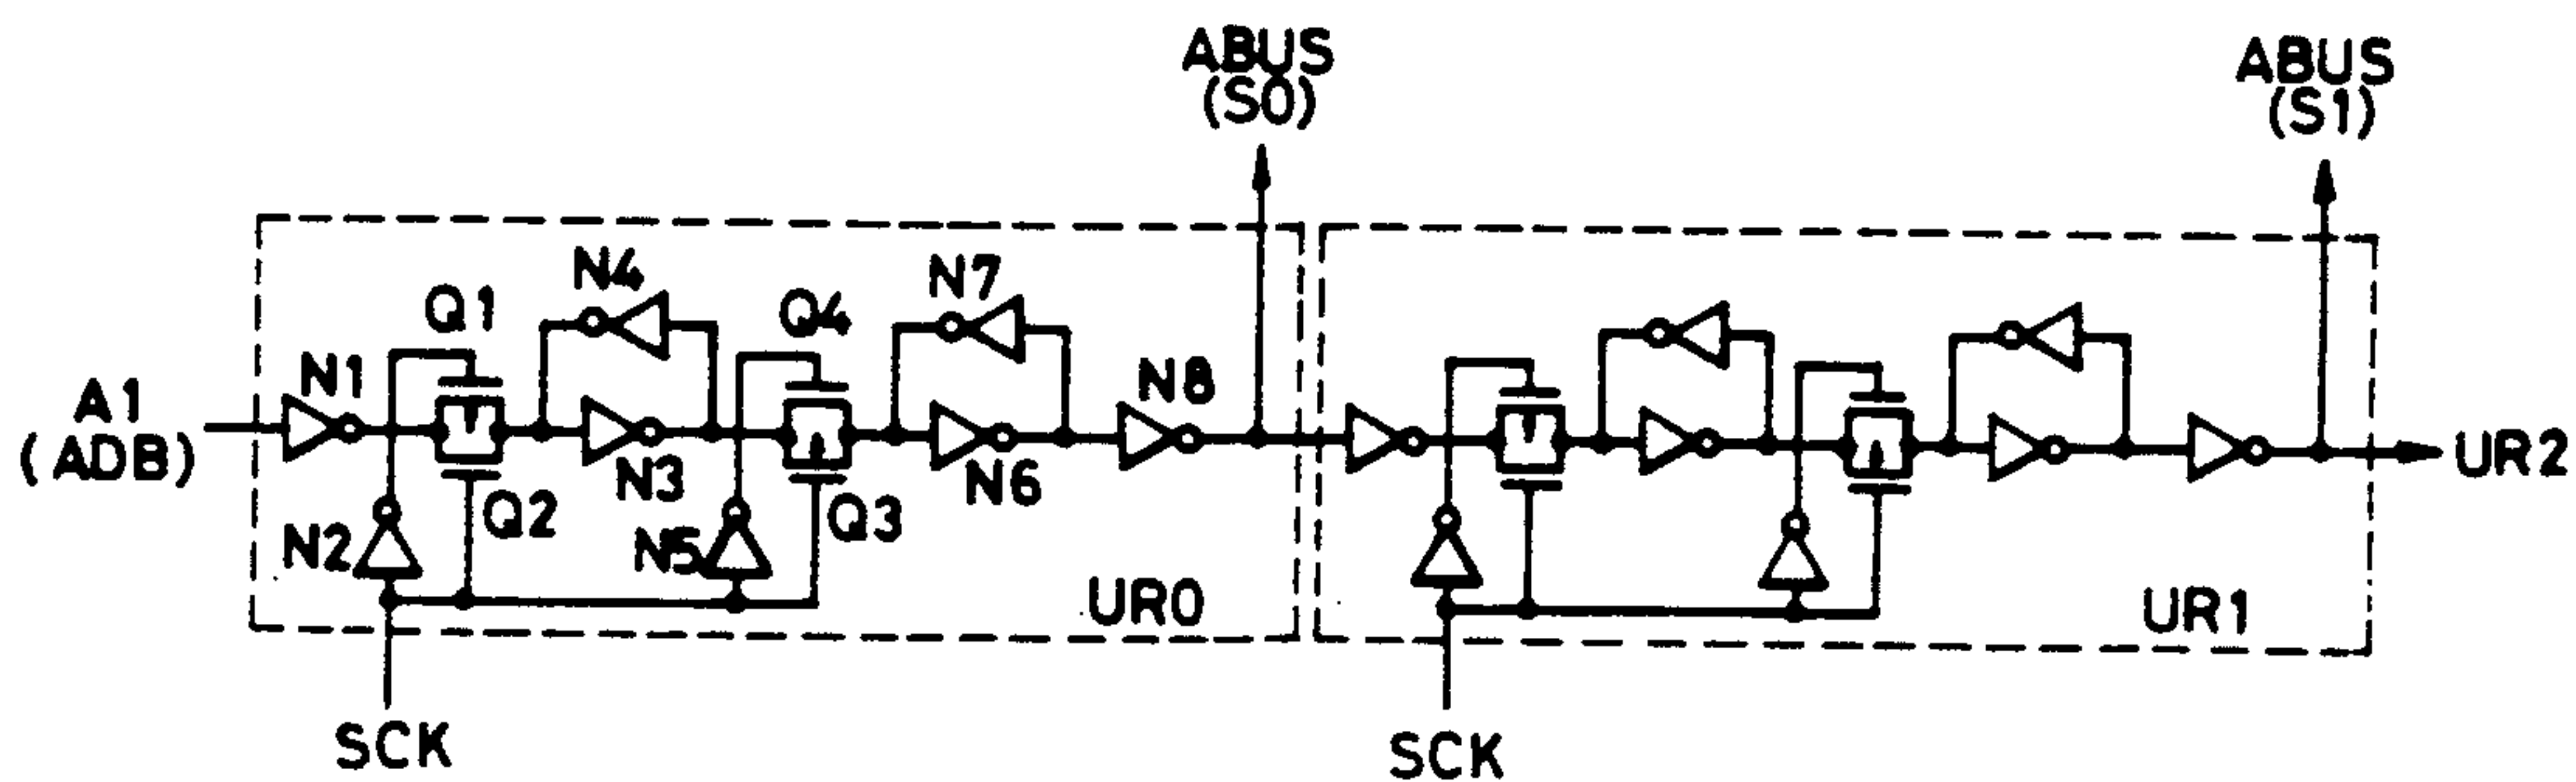 ABUS
(S0)
ABUS
(S1)
N4
N7
Q1
Q4
N1
N8
A1
(ADB)
N3
N6
UR2
Q2
Q3
N2
N5
UR0
UR1
SCK
SCK